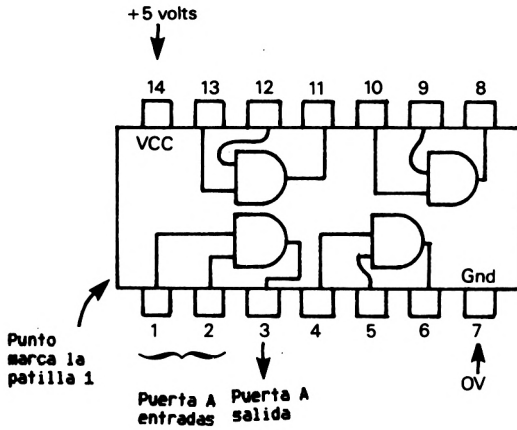 +5 volts
14 13 12 11 10 9 8
VCC
Gnd
1 2 3 4 5 6 7
Punto
marca la
patilla 1
Puerta A
entradas
Puerta A
salida
OV